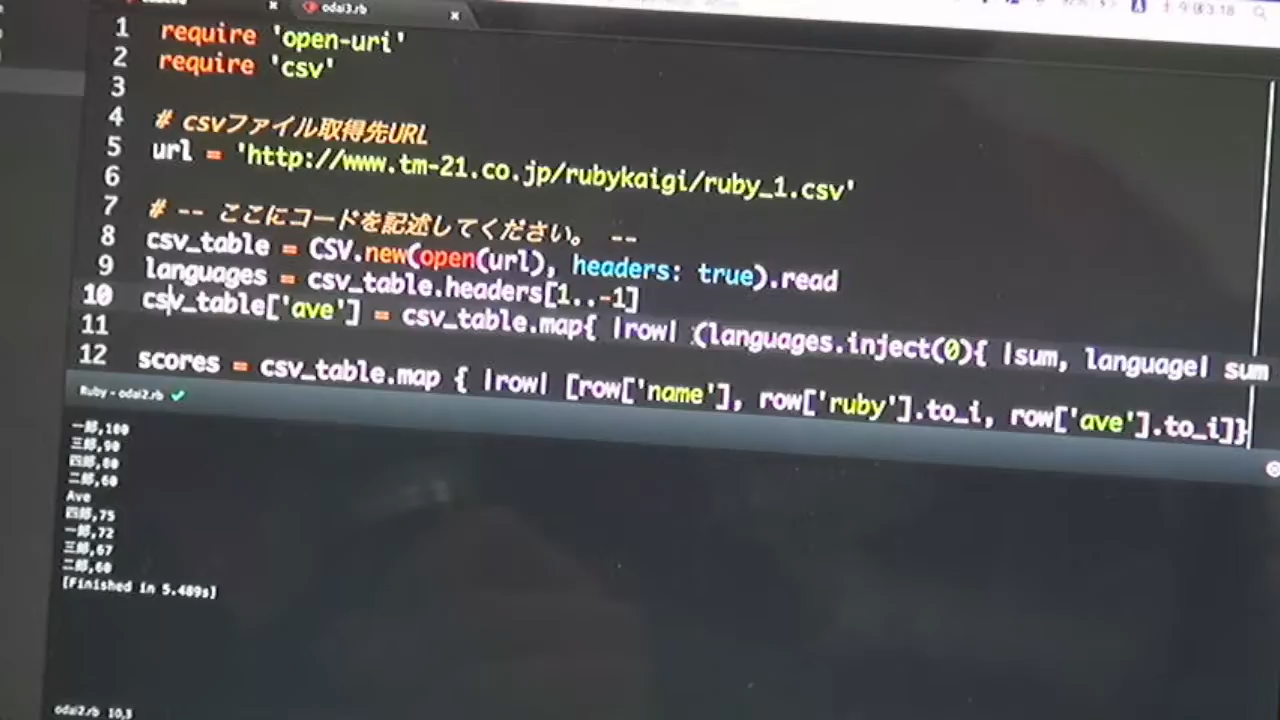 odai3.rb
1 require 'open-uri'
2 require 'csv'
3
4 # csvファイル取得先URL
5 url = 'http://www.tm-21.co.jp/rubykaigi/ruby_1.csv'
6
7 # -- ここにコードを記述してください。 --
8 csv_table = CSV.new(open(url), headers: true).read
9 languages = csv_table.headers[1..-1]
10 csv_table['ave'] = csv_table.map{ |row| (languages.inject(0){ |sum, language| sum
11
12 scores = csv_table.map { |row| [row['name'], row['ruby'].to_i, row['ave'].to_i]}
Ruby - odai2.rb
一郎,100
三郎,90
四郎,80
二郎,60
Ave
四郎,75
一郎,72
三郎,67
二郎,60
[Finished in 5.489s]
odai2.rb 10,3